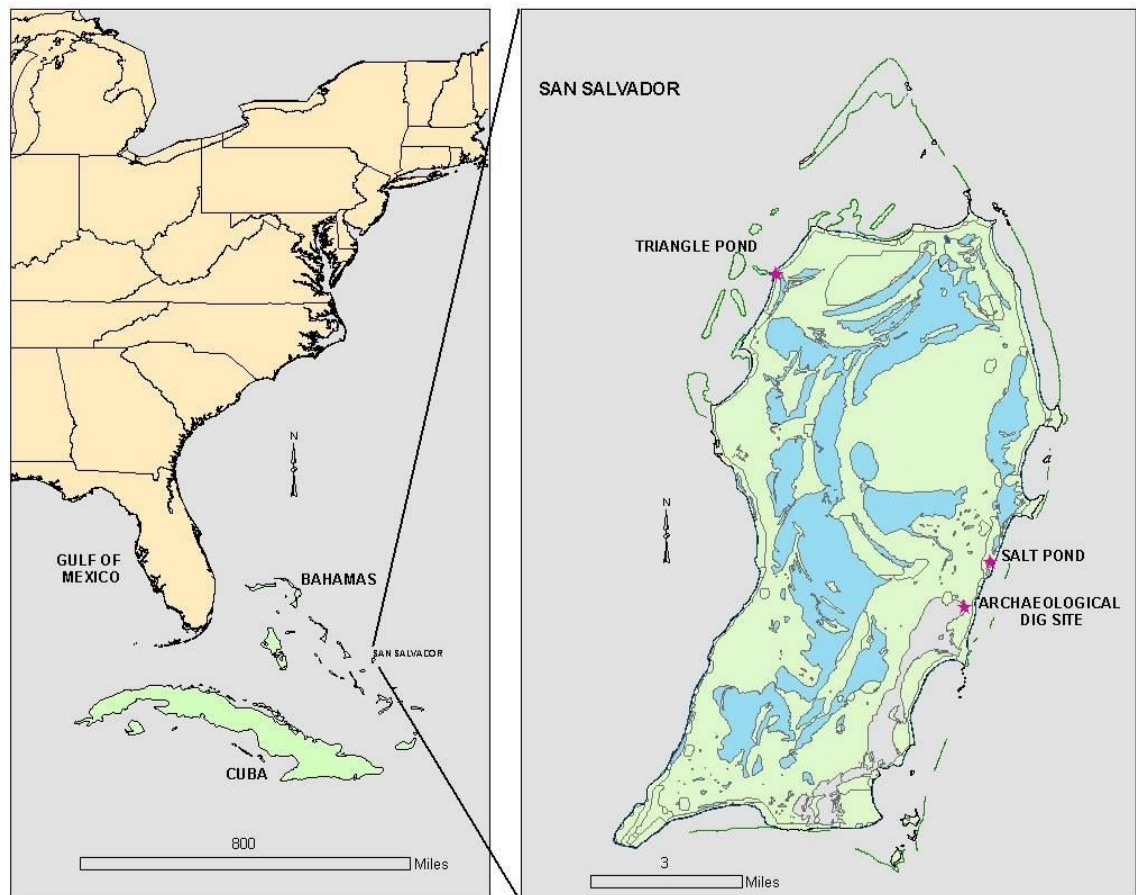 N
GULF OF
MEXICO
BAHAMAS
SAN SALVADOR
CUBA
800
Miles
SAN SALVADOR
TRIANGLE POND
N
SALT POND
ARCHAEOLOGICAL
DIG SITE
3
Miles